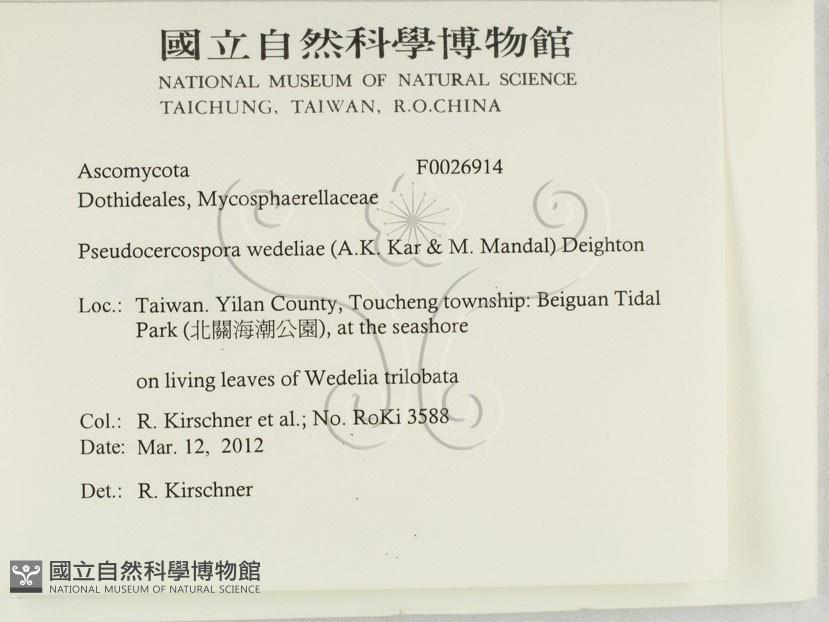 國立自然科學博物館
NATIONAL MUSEUM OF NATURAL SCIENCE
TAICHUNG, TAIWAN, R.O.CHINA
Ascomycota F0026914
Dothideales, Mycosphaerellaceae
Pseudocercospora wedeliae (A.K. Kar & M. Mandal) Deighton
Loc.: Taiwan. Yilan County, Toucheng township: Beiguan Tidal
Park (北關海潮公園), at the seashore
on living leaves of Wedelia trilobata
Col.: R. Kirschner et al.; No. RoKi 3588
Date: Mar. 12, 2012
Det.: R. Kirschner
國立自然科學博物館
NATIONAL MUSEUM OF NATURAL SCIENCE